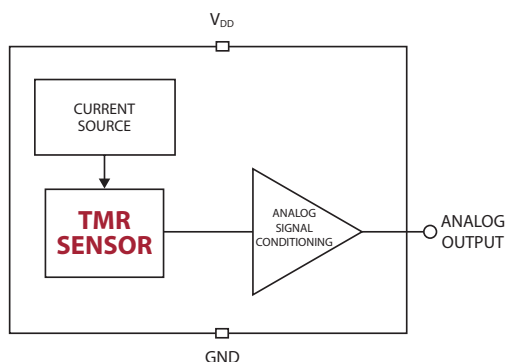 VDD
CURRENT
SOURCE
TMR
SENSOR
ANALOG
SIGNAL
CONDITIONING
ANALOG
OUTPUT
GND